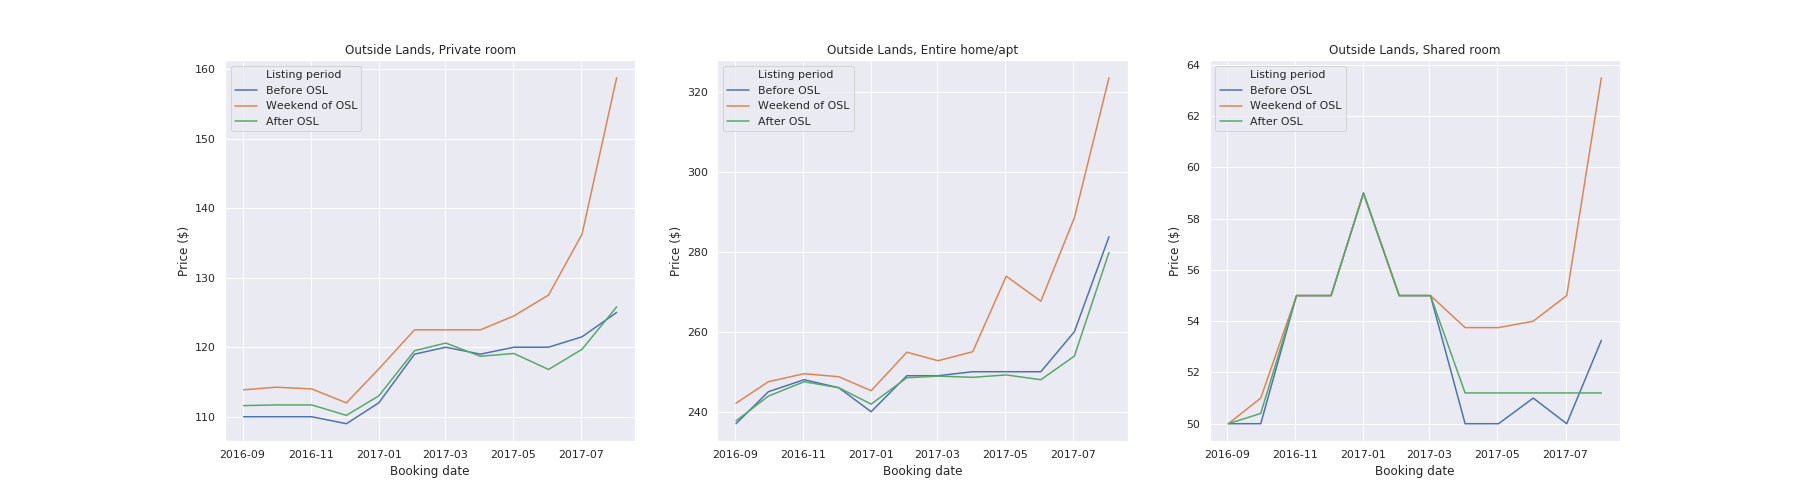 Outside Lands, Private room
Listing period
Before OSL
Weekend of OSL
After OSL
160
150
140
130
120
110
Price ($)
2016-09 2016-11 2017-01 2017-03 2017-05 2017-07
Booking date
Outside Lands, Entire home/apt
Listing period
Before OSL
Weekend of OSL
After OSL
320
300
280
260
240
Price ($)
2016-09 2016-11 2017-01 2017-03 2017-05 2017-07
Booking date
Outside Lands, Shared room
Listing period
Before OSL
Weekend of OSL
After OSL
64
62
60
58
56
54
52
50
Price ($)
2016-09 2016-11 2017-01 2017-03 2017-05 2017-07
Booking date